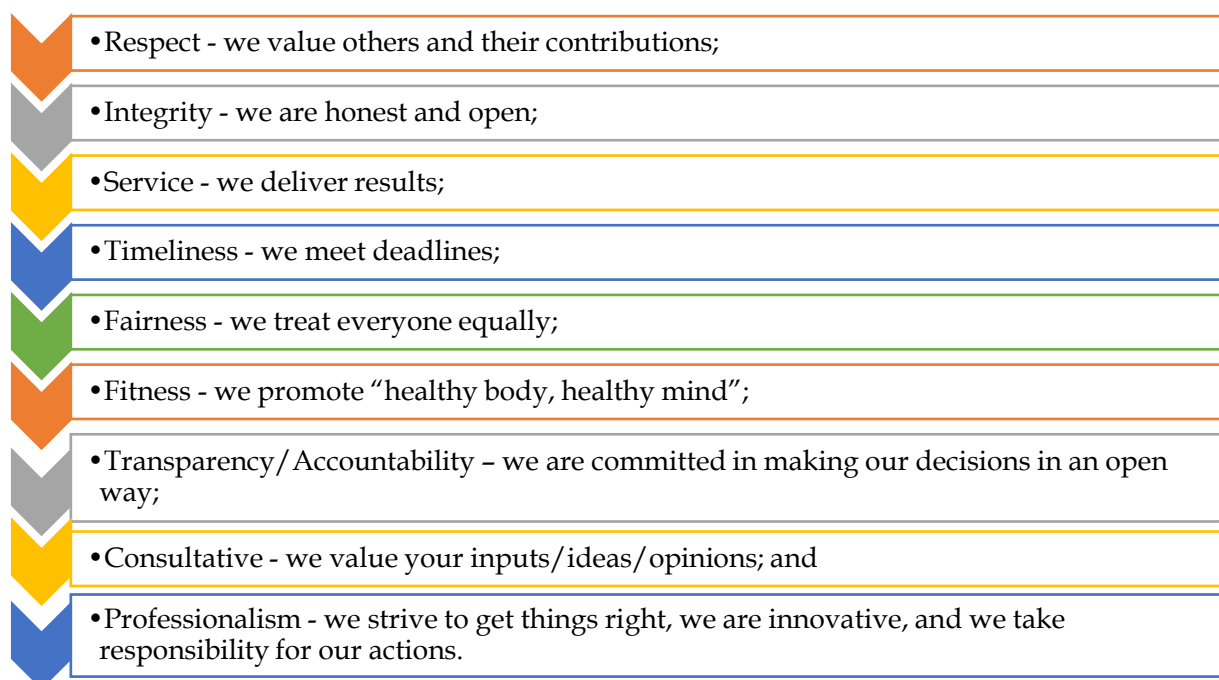 •Respect - we value others and their contributions;
•Integrity - we are honest and open;
•Service - we deliver results;
•Timeliness - we meet deadlines;
•Fairness - we treat everyone equally;
•Fitness - we promote “healthy body, healthy mind”;
•Transparency/Accountability – we are committed in making our decisions in an open
way;
•Consultative - we value your inputs/ideas/opinions; and
•Professionalism - we strive to get things right, we are innovative, and we take
responsibility for our actions.